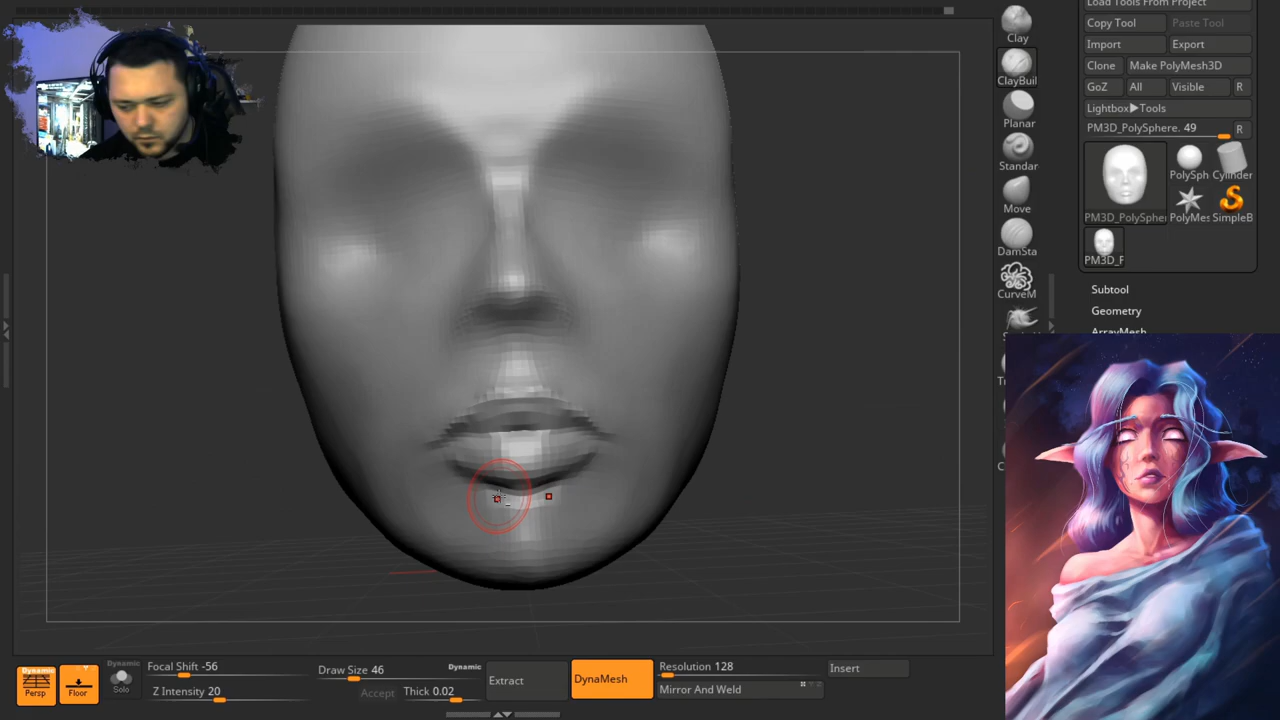 Load Tools From Project
Copy Tool
Paste Tool
Import
Export
Clone
Make PolyMesh3D
GoZ
All
Visible
R
Lightbox▶Tools
PM3D_PolySphere. 49
R
PM3D_PolySpher
PolySph
Cylinder
PolyMes
SimpleB
PM3D_F
Subtool
Geometry
ArrayMesh
Clay
ClayBuil
Planar
Standar
Move
DamSta
CurveM
Dynamic
Persp
Floor
Dynamic
Solo
Focal Shift -56
Z Intensity 20
Draw Size 46
Dynamic
Accept
Thick 0.02
Extract
DynaMesh
Resolution 128
Mirror And Weld
Insert